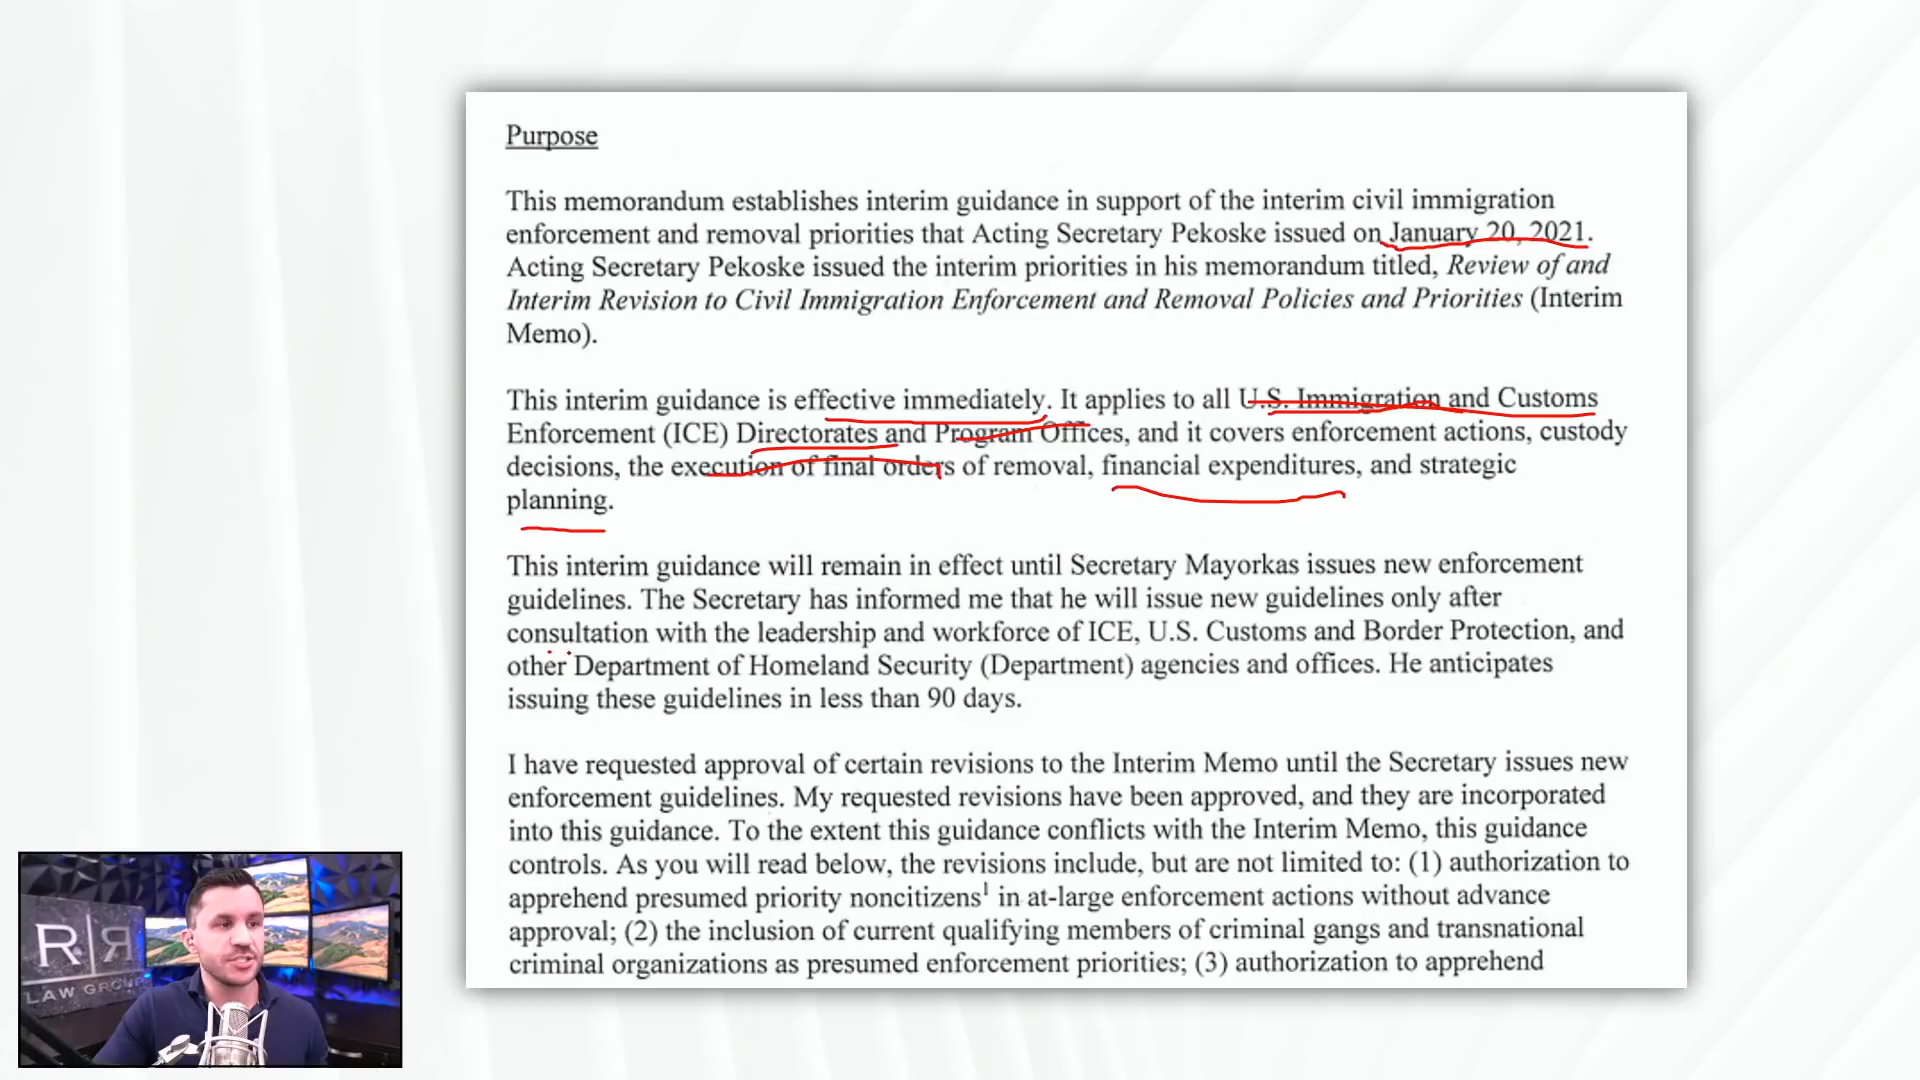 Purpose
This memorandum establishes interim guidance in support of the interim civil immigration
enforcement and removal priorities that Acting Secretary Pekoske issued on January 20, 2021.
Acting Secretary Pekoske issued the interim priorities in his memorandum titled, Review of and
Interim Revision to Civil Immigration Enforcement and Removal Policies and Priorities (Interim
Memo).
This interim guidance is effective immediately. It applies to all U.S. Immigration and Customs
Enforcement (ICE) Directorates and Program Offices, and it covers enforcement actions, custody
decisions, the execution of final orders of removal, financial expenditures, and strategic
planning.
This interim guidance will remain in effect until Secretary Mayorkas issues new enforcement
guidelines. The Secretary has informed me that he will issue new guidelines only after
consultation with the leadership and workforce of ICE, U.S. Customs and Border Protection, and
other Department of Homeland Security (Department) agencies and offices. He anticipates
issuing these guidelines in less than 90 days.
I have requested approval of certain revisions to the Interim Memo until the Secretary issues new
enforcement guidelines. My requested revisions have been approved, and they are incorporated
into this guidance. To the extent this guidance conflicts with the Interim Memo, this guidance
controls. As you will read below, the revisions include, but are not limited to: (1) authorization to
apprehend presumed priority noncitizens¹ in at-large enforcement actions without advance
approval; (2) the inclusion of current qualifying members of criminal gangs and transnational
criminal organizations as presumed enforcement priorities; (3) authorization to apprehend
R|R
LAW GROUP